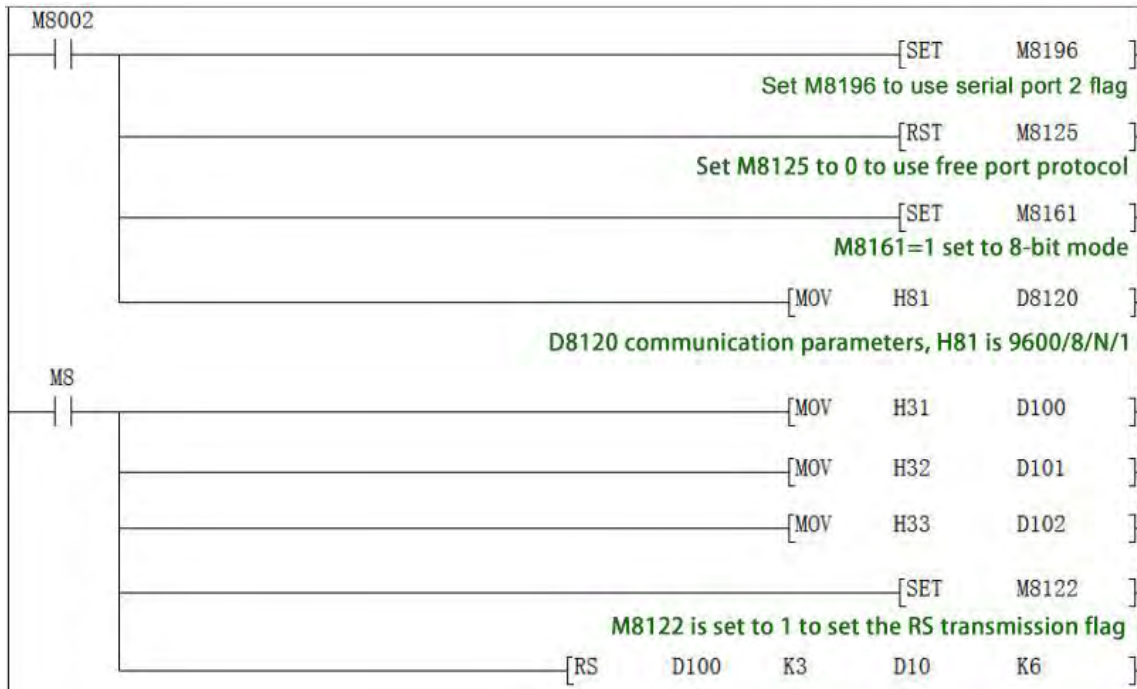 M8002
[SET M8196 ]
Set M8196 to use serial port 2 flag
[RST M8125 ]
Set M8125 to 0 to use free port protocol
[SET M8161 ]
M8161=1 set to 8-bit mode
[MOV H81 D8120 ]
D8120 communication parameters, H81 is 9600/8/N/1
M8
[MOV H31 D100 ]
[MOV H32 D101 ]
[MOV H33 D102 ]
[SET M8122 ]
M8122 is set to 1 to set the RS transmission flag
[RS D100 K3 D10 K6 ]